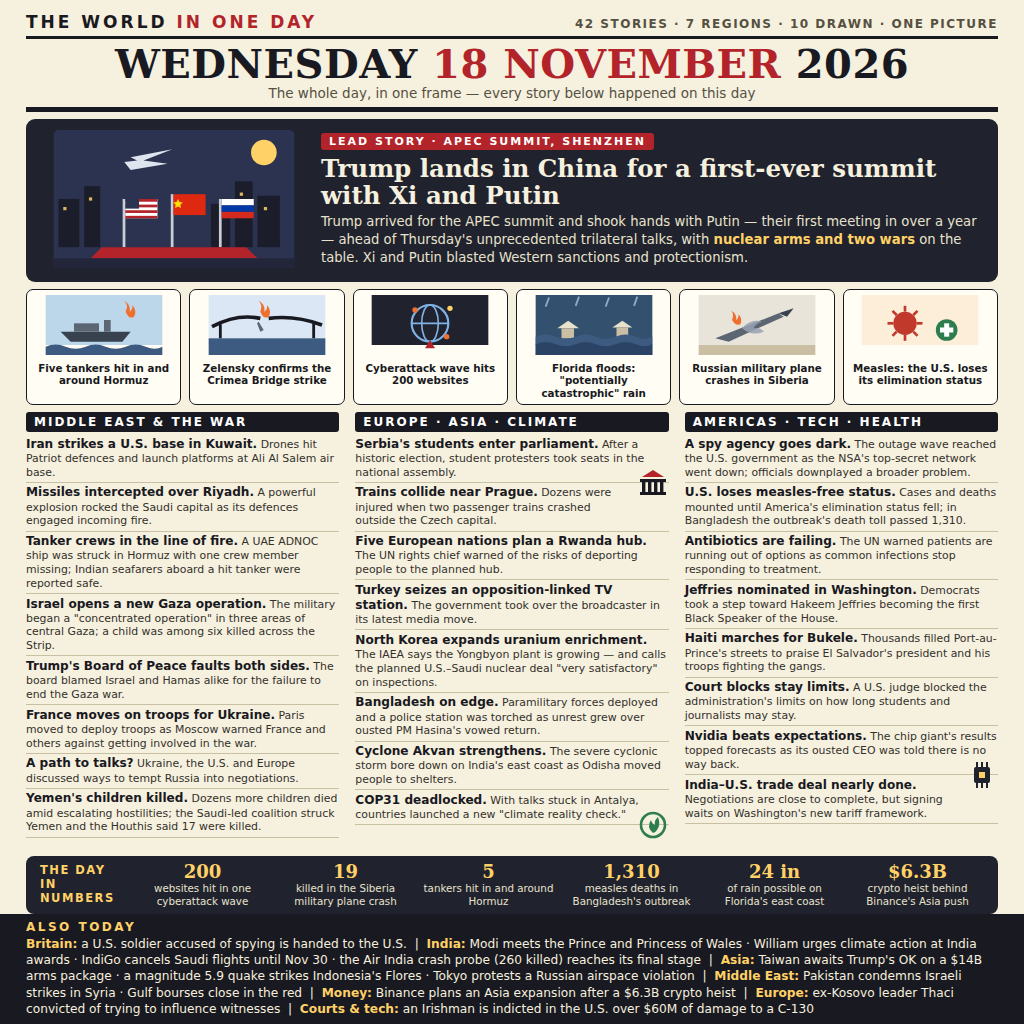 THE WORLD IN ONE DAY
42 STORIES · 7 REGIONS · 10 DRAWN · ONE PICTURE
WEDNESDAY 18 NOVEMBER 2026
The whole day, in one frame — every story below happened on this day
LEAD STORY · APEC SUMMIT, SHENZHEN
Trump lands in China for a first-ever summit
with Xi and Putin
Trump arrived for the APEC summit and shook hands with Putin — their first meeting in over a year
— ahead of Thursday's unprecedented trilateral talks, with nuclear arms and two wars on the
table. Xi and Putin blasted Western sanctions and protectionism.
Five tankers hit in and
around Hormuz
Zelensky confirms the
Crimea Bridge strike
Cyberattack wave hits
200 websites
Florida floods:
"potentially
catastrophic" rain
Russian military plane
crashes in Siberia
Measles: the U.S. loses
its elimination status
MIDDLE EAST & THE WAR
Iran strikes a U.S. base in Kuwait. Drones hit
Patriot defences and launch platforms at Ali Al Salem air
base.
Missiles intercepted over Riyadh. A powerful
explosion rocked the Saudi capital as its defences
engaged incoming fire.
Tanker crews in the line of fire. A UAE ADNOC
ship was struck in Hormuz with one crew member
missing; Indian seafarers aboard a hit tanker were
reported safe.
Israel opens a new Gaza operation. The military
began a "concentrated operation" in three areas of
central Gaza; a child was among six killed across the
Strip.
Trump's Board of Peace faults both sides. The
board blamed Israel and Hamas alike for the failure to
end the Gaza war.
France moves on troops for Ukraine. Paris
moved to deploy troops as Moscow warned France and
others against getting involved in the war.
A path to talks? Ukraine, the U.S. and Europe
discussed ways to tempt Russia into negotiations.
Yemen's children killed. Dozens more children died
amid escalating hostilities; the Saudi-led coalition struck
Yemen and the Houthis said 17 were killed.
EUROPE · ASIA · CLIMATE
Serbia's students enter parliament. After a
historic election, student protesters took seats in the
national assembly.
Trains collide near Prague. Dozens were
injured when two passenger trains crashed
outside the Czech capital.
Five European nations plan a Rwanda hub.
The UN rights chief warned of the risks of deporting
people to the planned hub.
Turkey seizes an opposition-linked TV
station. The government took over the broadcaster in
its latest media move.
North Korea expands uranium enrichment.
The IAEA says the Yongbyon plant is growing — and calls
the planned U.S.–Saudi nuclear deal "very satisfactory"
on inspections.
Bangladesh on edge. Paramilitary forces deployed
and a police station was torched as unrest grew over
ousted PM Hasina's vowed return.
Cyclone Akvan strengthens. The severe cyclonic
storm bore down on India's east coast as Odisha moved
people to shelters.
COP31 deadlocked. With talks stuck in Antalya,
countries launched a new "climate reality check."
AMERICAS · TECH · HEALTH
A spy agency goes dark. The outage wave reached
the U.S. government as the NSA's top-secret network
went down; officials downplayed a broader problem.
U.S. loses measles-free status. Cases and deaths
mounted until America's elimination status fell; in
Bangladesh the outbreak's death toll passed 1,310.
Antibiotics are failing. The UN warned patients are
running out of options as common infections stop
responding to treatment.
Jeffries nominated in Washington. Democrats
took a step toward Hakeem Jeffries becoming the first
Black Speaker of the House.
Haiti marches for Bukele. Thousands filled Port-au-
Prince's streets to praise El Salvador's president and his
troops fighting the gangs.
Court blocks stay limits. A U.S. judge blocked the
administration's limits on how long students and
journalists may stay.
Nvidia beats expectations. The chip giant's results
topped forecasts as its ousted CEO was told there is no
way back.
India–U.S. trade deal nearly done.
Negotiations are close to complete, but signing
waits on Washington's new tariff framework.
THE DAY
IN
NUMBERS
200
websites hit in one
cyberattack wave
19
killed in the Siberia
military plane crash
5
tankers hit in and around
Hormuz
1,310
measles deaths in
Bangladesh's outbreak
24 in
of rain possible on
Florida's east coast
$6.3B
crypto heist behind
Binance's Asia push
ALSO TODAY
Britain: a U.S. soldier accused of spying is handed to the U.S. | India: Modi meets the Prince and Princess of Wales · William urges climate action at India
awards · IndiGo cancels Saudi flights until Nov 30 · the Air India crash probe (260 killed) reaches its final stage | Asia: Taiwan awaits Trump's OK on a $14B
arms package · a magnitude 5.9 quake strikes Indonesia's Flores · Tokyo protests a Russian airspace violation | Middle East: Pakistan condemns Israeli
strikes in Syria · Gulf bourses close in the red | Money: Binance plans an Asia expansion after a $6.3B crypto heist | Europe: ex-Kosovo leader Thaci
convicted of trying to influence witnesses | Courts & tech: an Irishman is indicted in the U.S. over $60M of damage to a C-130